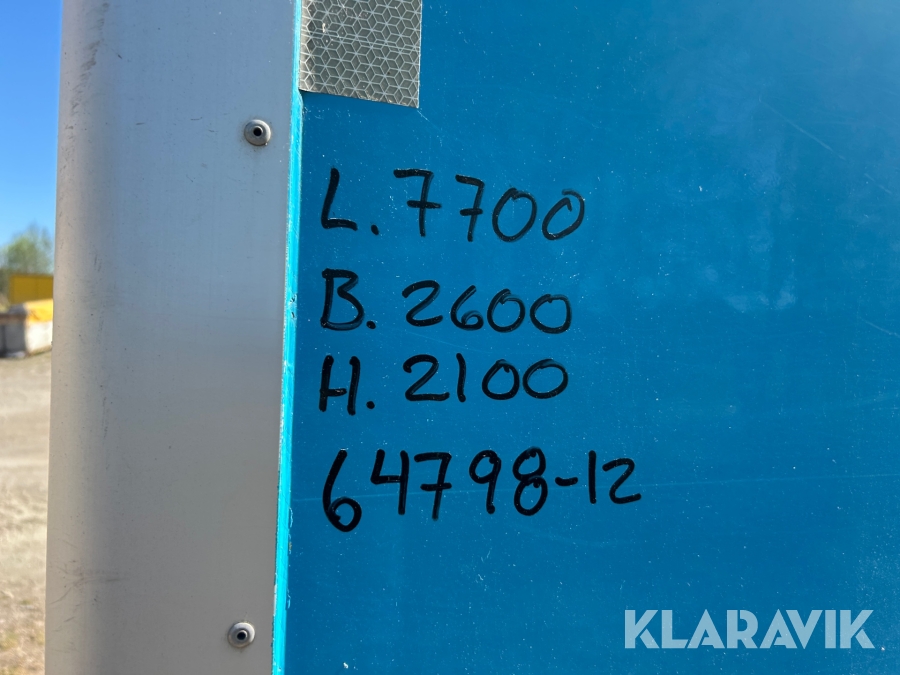 L. 7700
B. 2600
H. 2100
64798-12
KLARAVIK